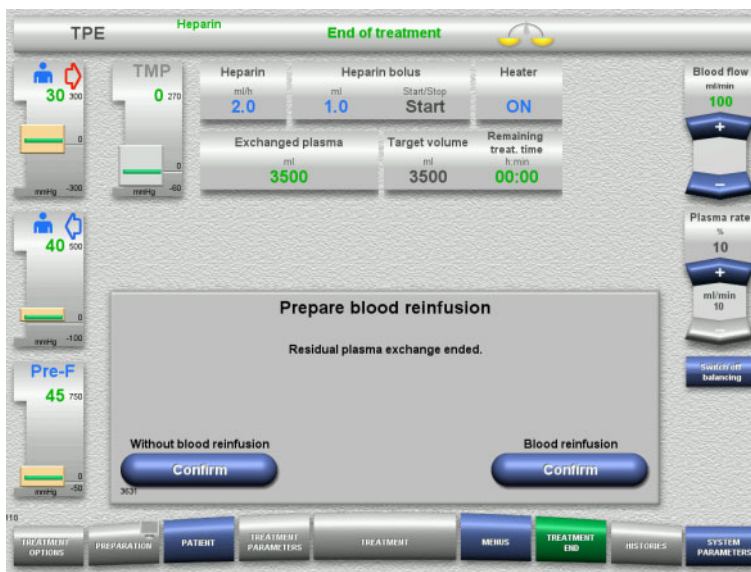 TPE
Heparin
End of treatment
30 300
0
-300
mmHg
TMP
0 270
0
-60
mmHg
Heparin
ml/h
2.0
Heparin bolus
ml
1.0
Start/Stop
Start
Heater
ON
Exchanged plasma
ml
3500
Target volume
ml
3500
Remaining
treat. time
h:min
00:00
Blood flow
ml/min
100
+
–
40 500
0
-100
mmHg
Plasma rate
%
10
+
ml/min
10
–
Switch off
balancing
Pre-F
45 750
0
-50
mmHg
Prepare blood reinfusion
Residual plasma exchange ended.
Without blood reinfusion
Confirm
Blood reinfusion
Confirm
3631
TREATMENT
OPTIONS
PREPARATION
PATIENT
TREATMENT
PARAMETERS
TREATMENT
MENUS
TREATMENT
END
HISTORIES
SYSTEM
PARAMETERS